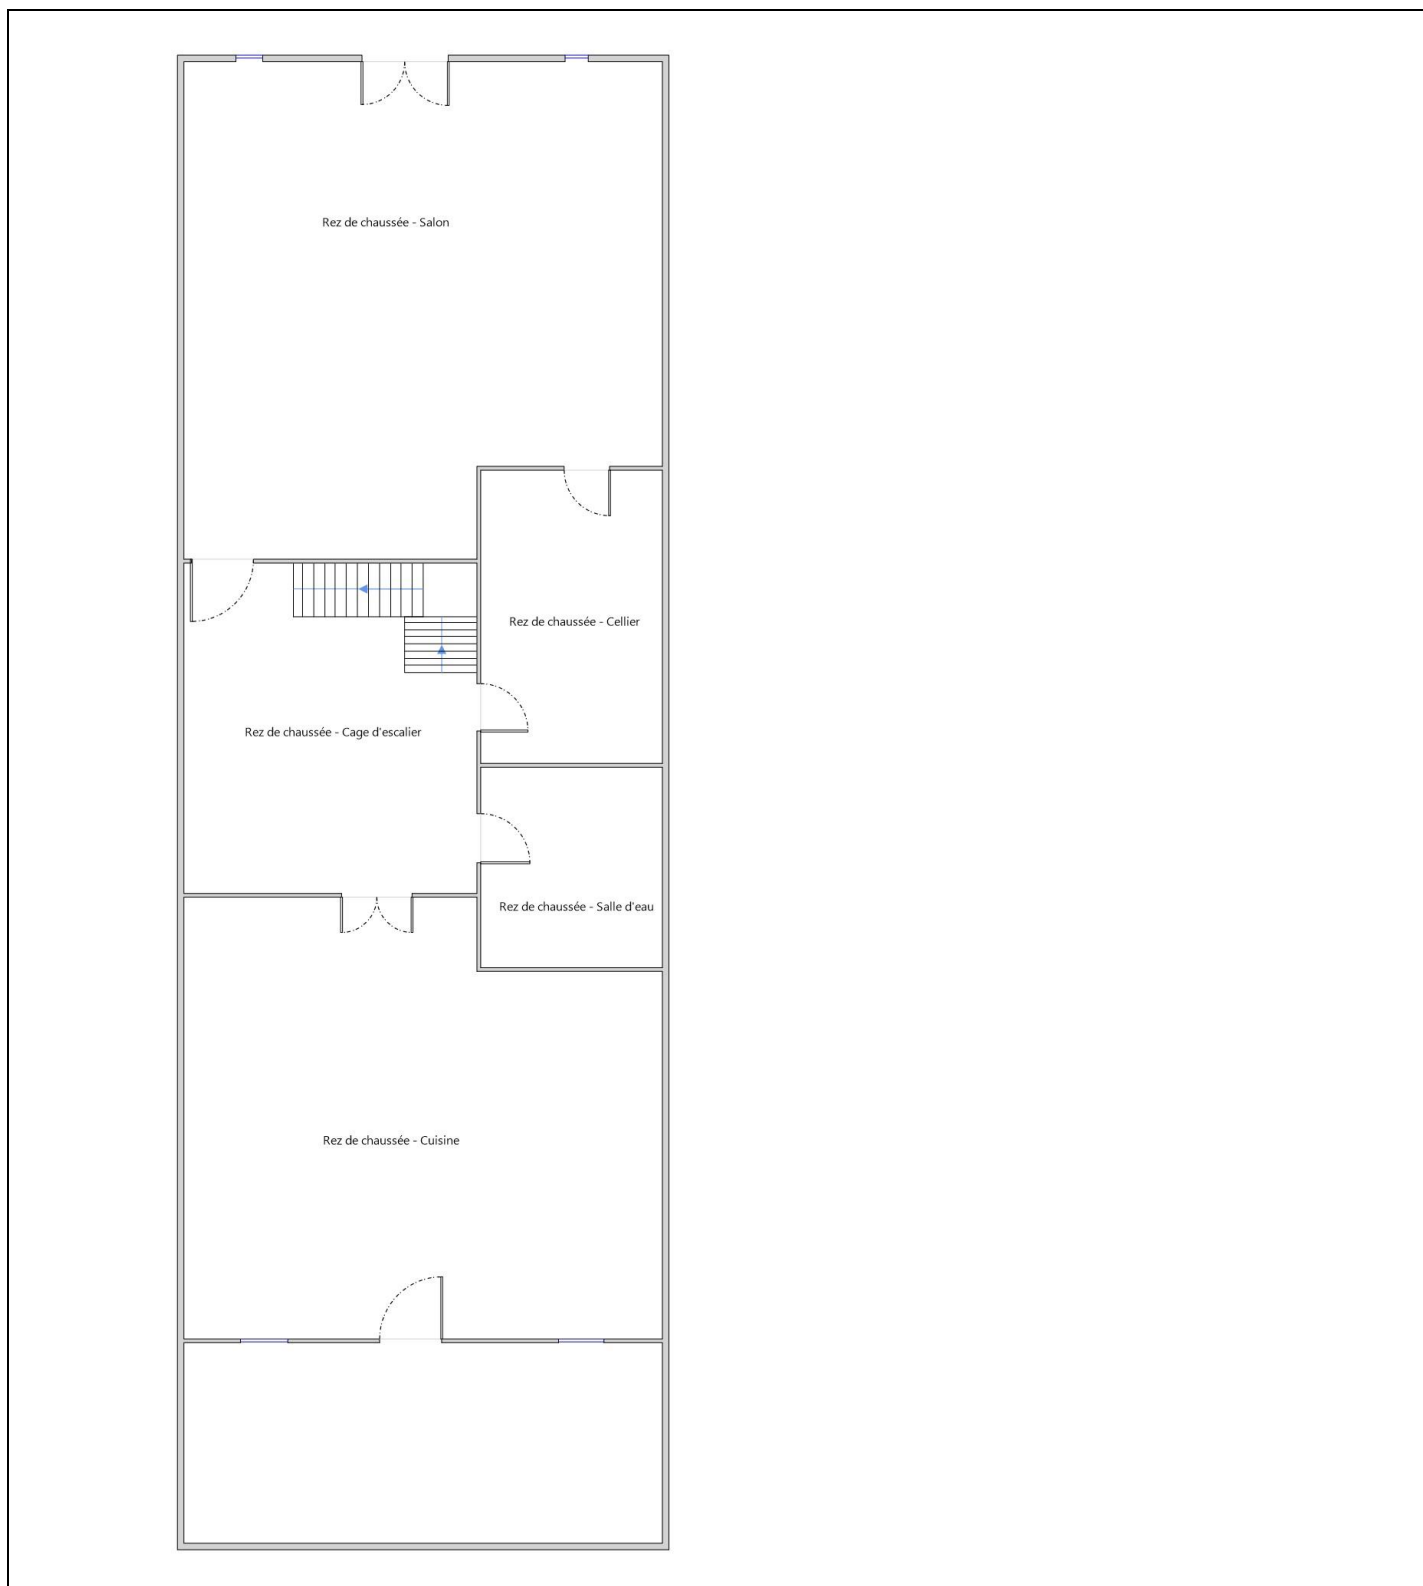 Rez de chaussée - Salon
Rez de chaussée - Cellier
Rez de chaussée - Cage d'escalier
Rez de chaussée - Salle d'eau
Rez de chaussée - Cuisine